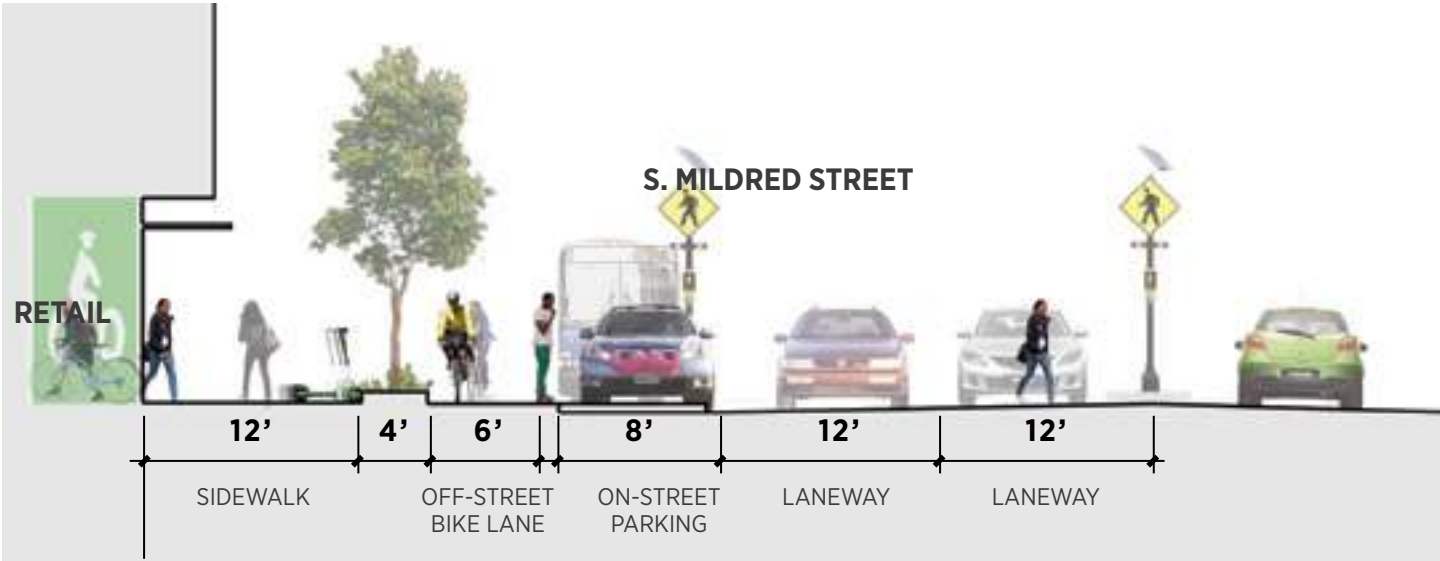 S. MILDRED STREET
RETAIL
12’ 4’ 6’ 8’ 12’ 12’
SIDEWALK OFF-STREET ON-STREET LANEWAY LANEWAY
BIKE LANE PARKING